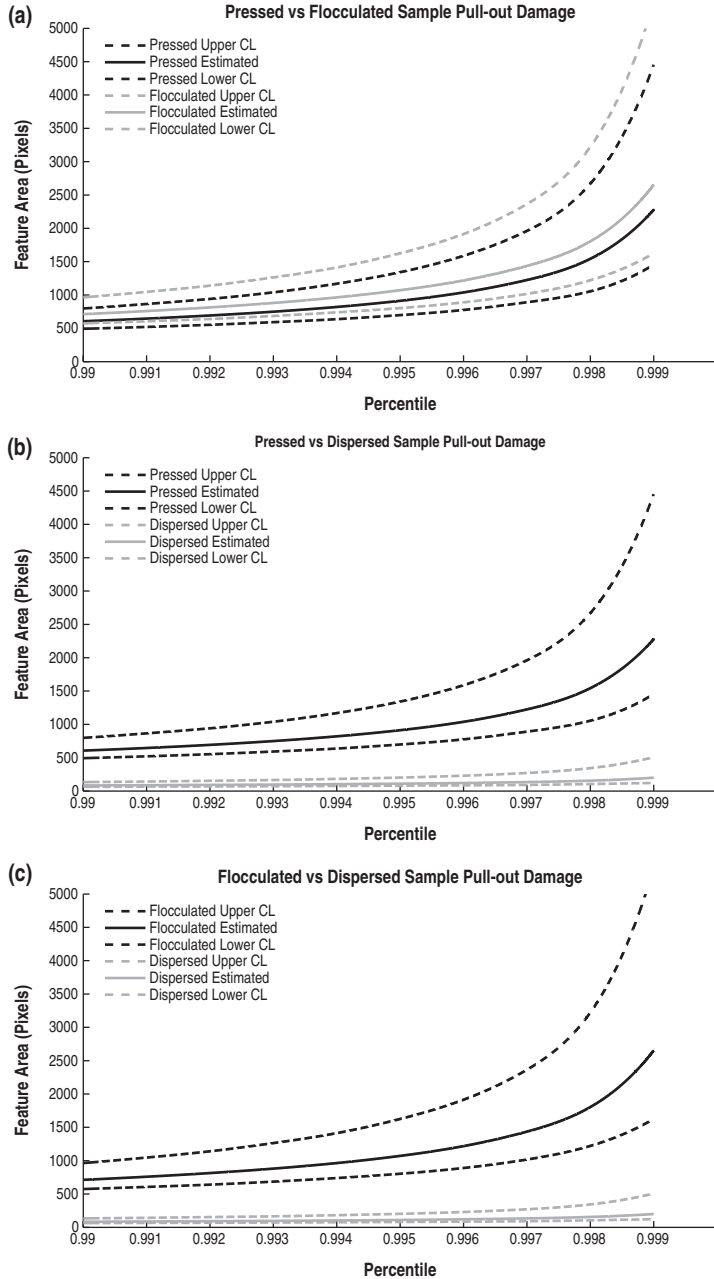 (a)
Pressed vs Flocculated Sample Pull-out Damage
5000
4500
4000
3500
3000
2500
2000
1500
1000
500
0
Feature Area (Pixels)
Pressed Upper CL
Pressed Estimated
Pressed Lower CL
Flocculated Upper CL
Flocculated Estimated
Flocculated Lower CL
0.99 0.991 0.992 0.993 0.994 0.995 0.996 0.997 0.998 0.999
Percentile
(b)
Pressed vs Dispersed Sample Pull-out Damage
5000
4500
4000
3500
3000
2500
2000
1500
1000
500
0
Feature Area (Pixels)
Pressed Upper CL
Pressed Estimated
Pressed Lower CL
Dispersed Upper CL
Dispersed Estimated
Dispersed Lower CL
0.99 0.991 0.992 0.993 0.994 0.995 0.996 0.997 0.998 0.999
Percentile
(c)
Flocculated vs Dispersed Sample Pull-out Damage
5000
4500
4000
3500
3000
2500
2000
1500
1000
500
0
Feature Area (Pixels)
Flocculated Upper CL
Flocculated Estimated
Flocculated Lower CL
Dispersed Upper CL
Dispersed Estimated
Dispersed Lower CL
0.99 0.991 0.992 0.993 0.994 0.995 0.996 0.997 0.998 0.999
Percentile